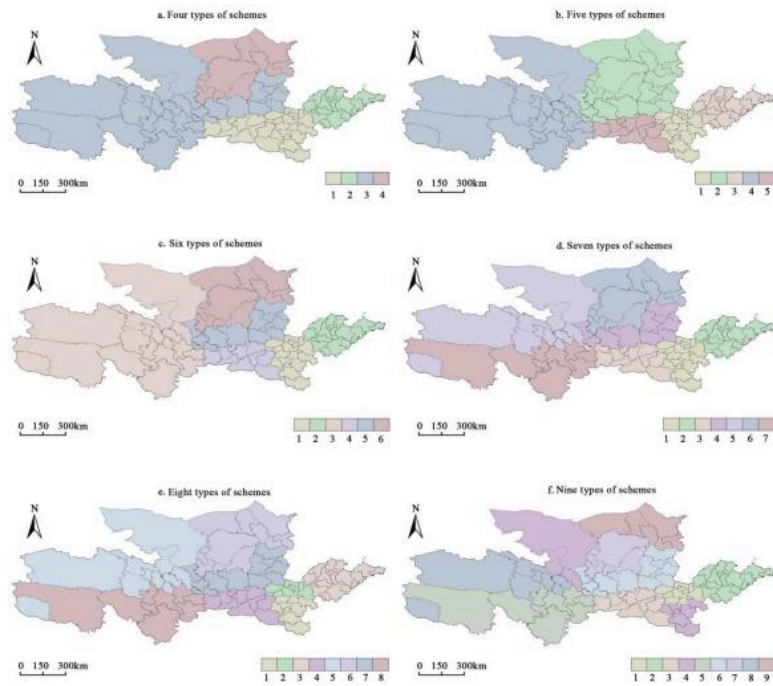 a. Four types of schemes
N
0 150 300km
1 2 3 4
b. Five types of schemes
N
0 150 300km
1 2 3 4 5
c. Six types of schemes
N
0 150 300km
1 2 3 4 5 6
d. Seven types of schemes
N
0 150 300km
1 2 3 4 5 6 7
e. Eight types of schemes
N
0 150 300km
1 2 3 4 5 6 7 8
f. Nine types of schemes
N
0 150 300km
1 2 3 4 5 6 7 8 9